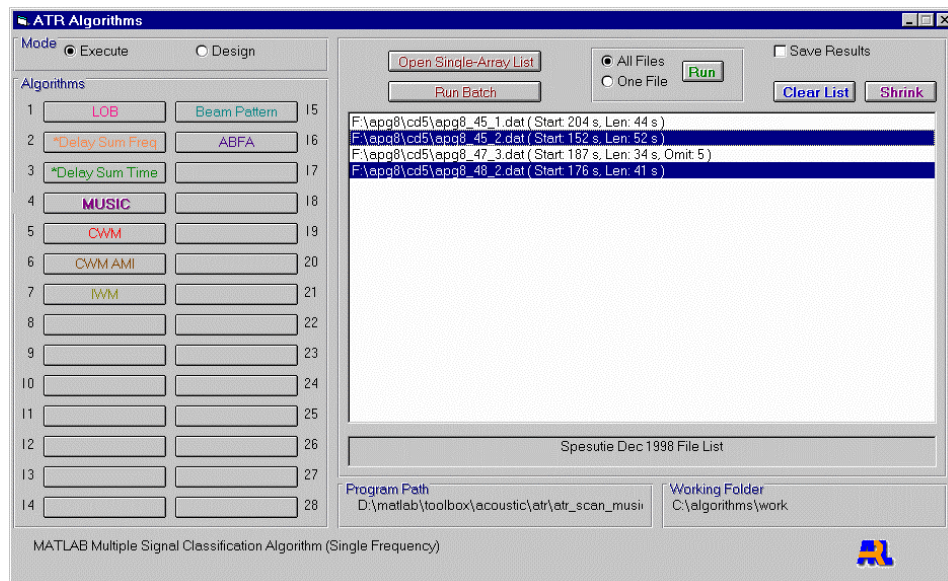 ATR Algorithms
Mode
Execute
Design
Algorithms
1 LOB
Beam Pattern 15
2 *Delay Sum Freq
ABFA 16
3 *Delay Sum Time
17
4 MUSIC
18
5 CWM
19
6 CWM AMI
20
7 IWM
21
8
22
9
23
10
24
11
25
12
26
13
27
14
28
Open Single-Array List
Run Batch
All Files
One File
Run
Save Results
Clear List
Shrink
F:\apg8\cd5\apg8_45_1.dat ( Start: 204 s, Len: 44 s )
F:\apg8\cd5\apg8_45_2.dat ( Start: 152 s, Len: 52 s )
F:\apg8\cd5\apg8_47_3.dat ( Start: 187 s, Len: 34 s, Omit: 5 )
F:\apg8\cd5\apg8_48_2.dat ( Start: 176 s, Len: 41 s )
Spesutie Dec 1998 File List
Program Path
D:\matlab\toolbox\acoustic\atr\atr_scan_musi
Working Folder
C:\algorithms\work
MATLAB Multiple Signal Classification Algorithm (Single Frequency)
ARL